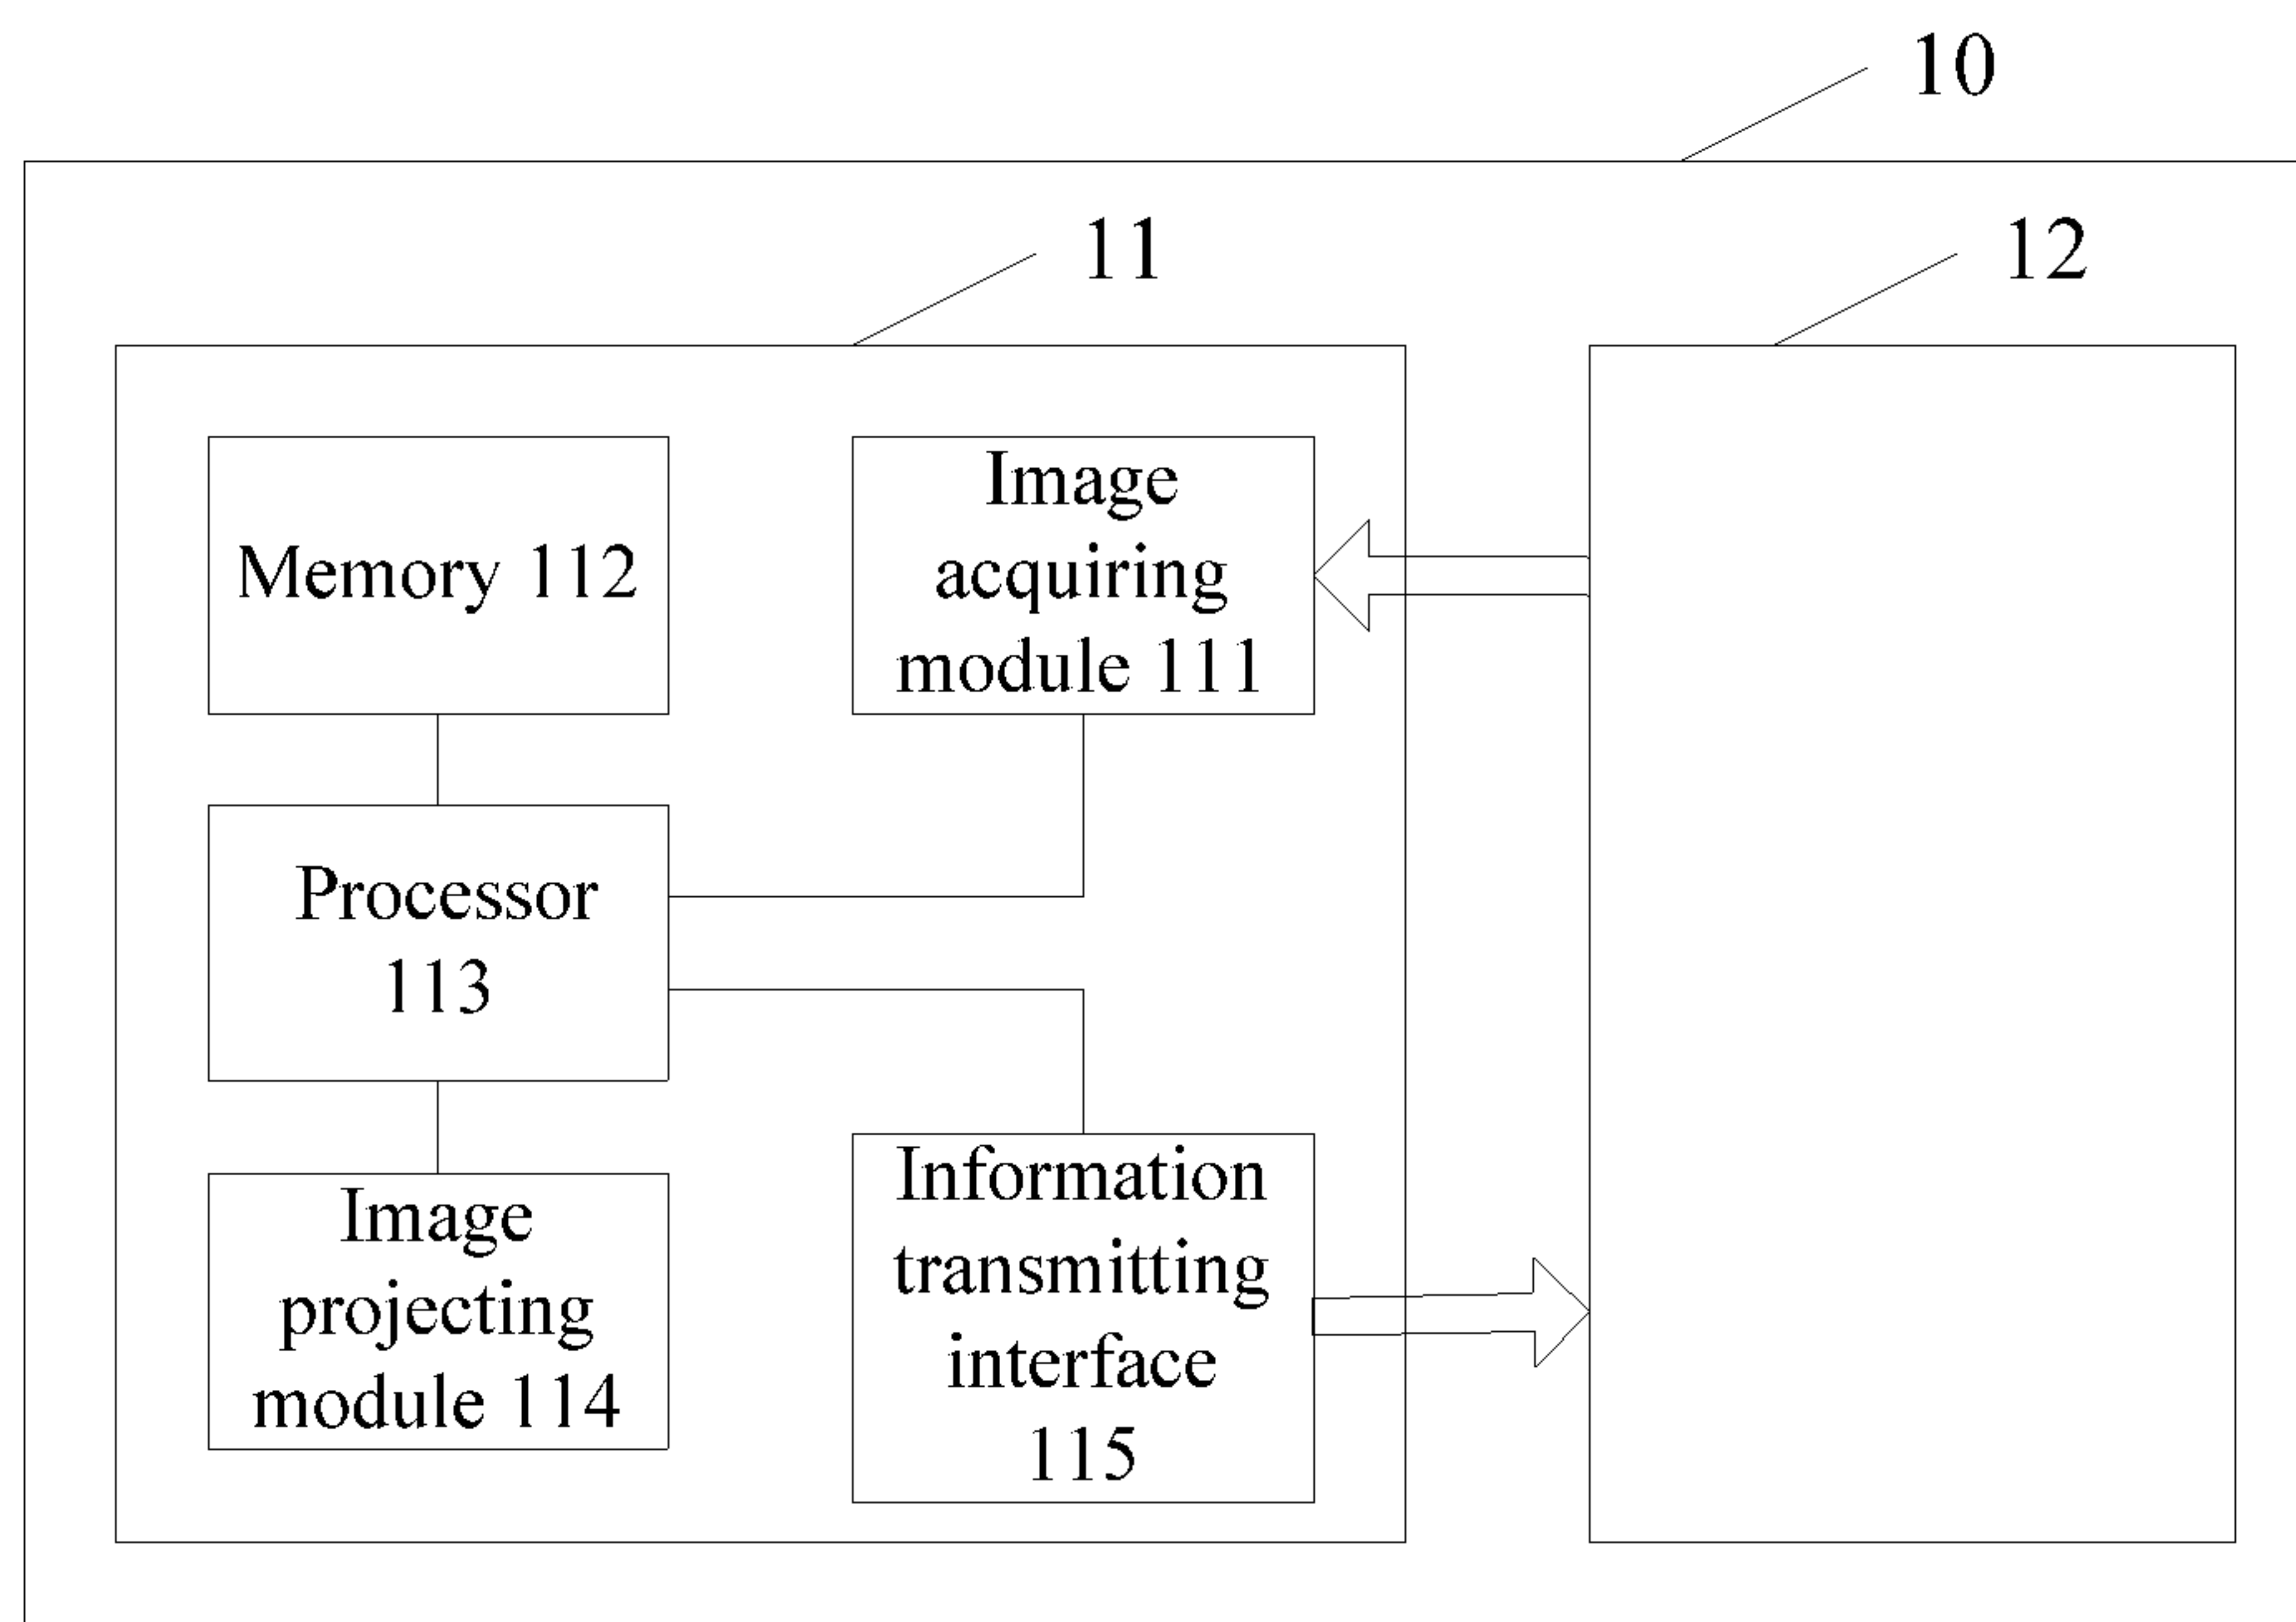 10
11
12
Memory 112
Image
acquiring
module 111
Processor
113
Image
projecting
module 114
Information
transmitting
interface
115